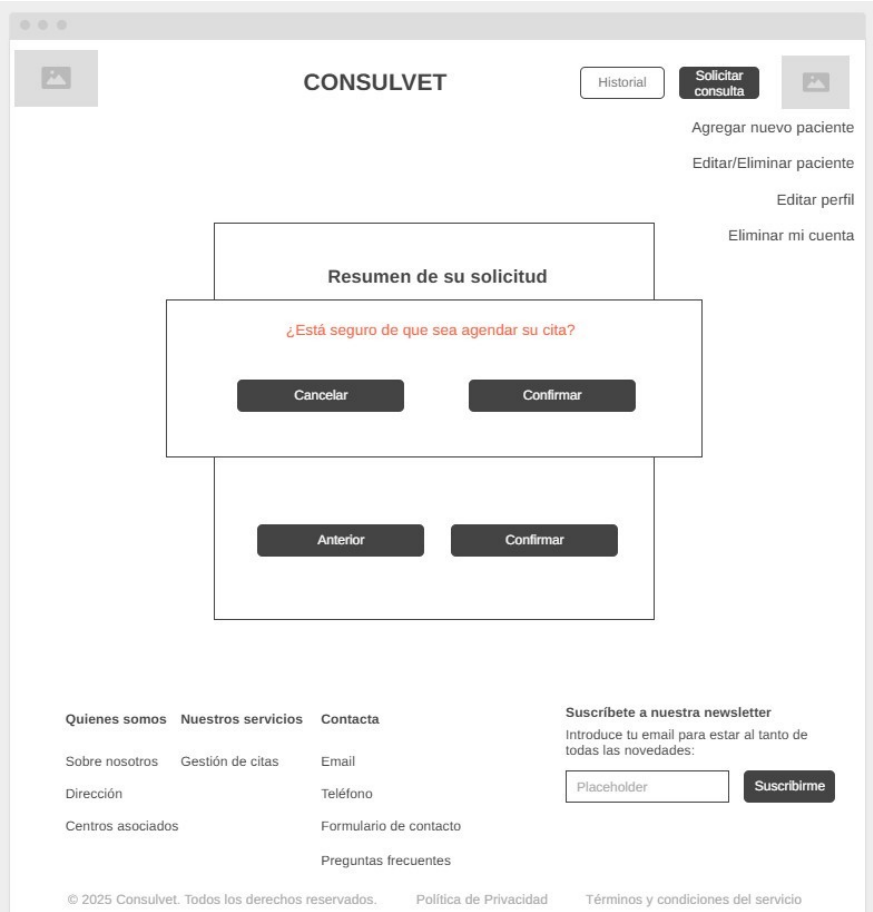 CONSULVET
Historial
Solicitar
consulta
Agregar nuevo paciente
Editar/Eliminar paciente
Editar perfil
Eliminar mi cuenta
Resumen de su solicitud
¿Está seguro de que sea agendar su cita?
Cancelar
Confirmar
Anterior
Confirmar
Quienes somos
Sobre nosotros
Dirección
Centros asociados
Nuestros servicios
Gestión de citas
Contacta
Email
Teléfono
Formulario de contacto
Preguntas frecuentes
Suscríbete a nuestra newsletter
Introduce tu email para estar al tanto de
todas las novedades:
Placeholder
Suscribirme
© 2025 Consulvet. Todos los derechos reservados.
Política de Privacidad
Términos y condiciones del servicio